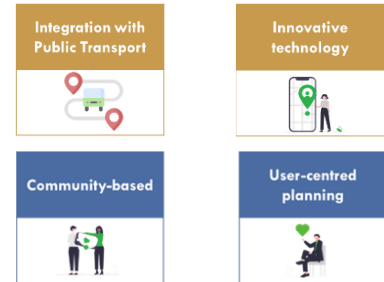 Integration with
Public Transport
Innovative
technology
Community-based
User-centred
planning